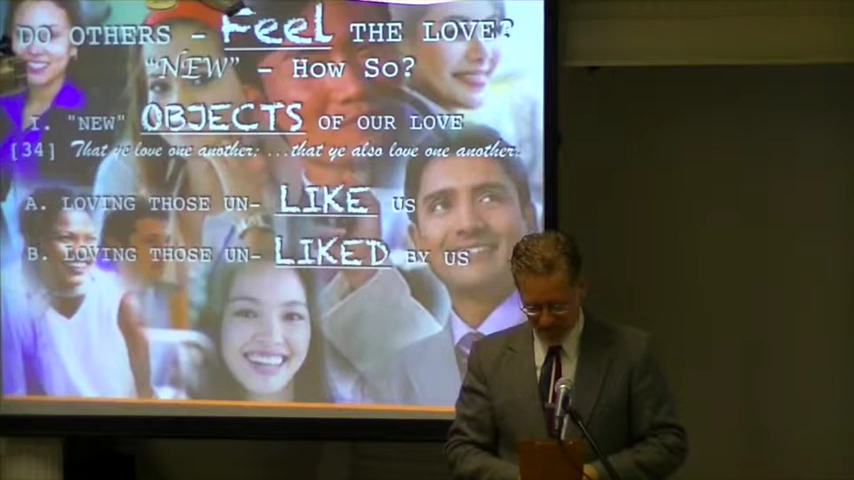 DO OTHERS - Feel THE LOVE?
"NEW" - HOW SO?
I. "NEW" OBJECTS OF OUR LOVE
[34] That ye love one another; ...that ye also love one another.
A. LOVING THOSE UN- LIKE US
B. LOVING THOSE UN- LIKED BY US